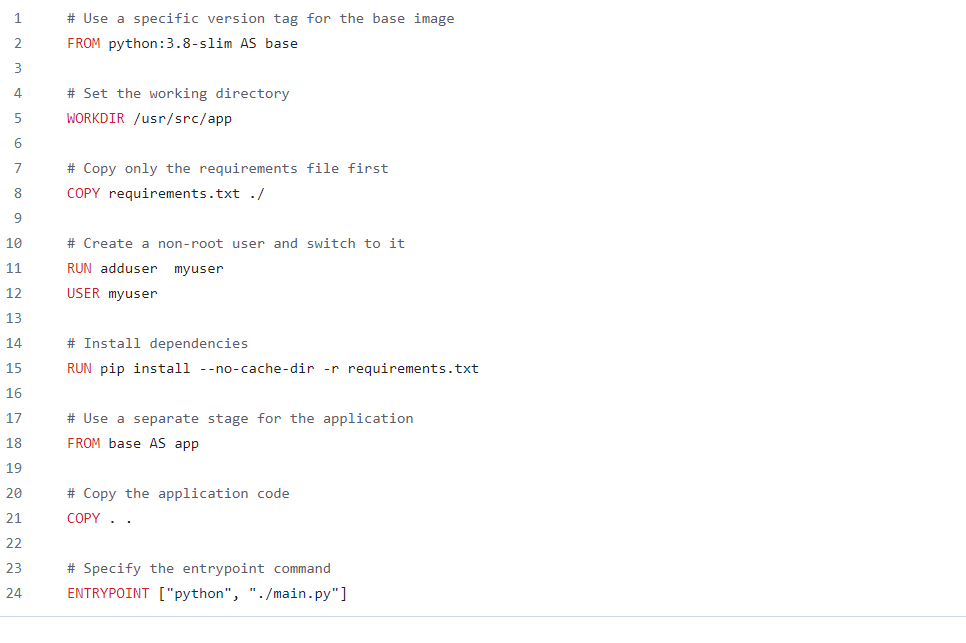 1 # Use a specific version tag for the base image
2 FROM python:3.8-slim AS base
3
4 # Set the working directory
5 WORKDIR /usr/src/app
6
7 # Copy only the requirements file first
8 COPY requirements.txt ./
9
10 # Create a non-root user and switch to it
11 RUN adduser  myuser
12 USER myuser
13
14 # Install dependencies
15 RUN pip install --no-cache-dir -r requirements.txt
16
17 # Use a separate stage for the application
18 FROM base AS app
19
20 # Copy the application code
21 COPY . .
22
23 # Specify the entrypoint command
24 ENTRYPOINT ["python", "./main.py"]